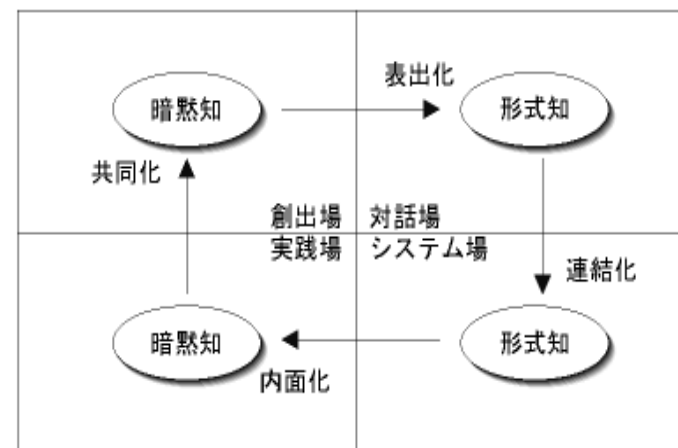 表出化
暗黙知
形式知
共同化
創出場
対話場
実践場
システム場
連結化
暗黙知
形式知
内面化